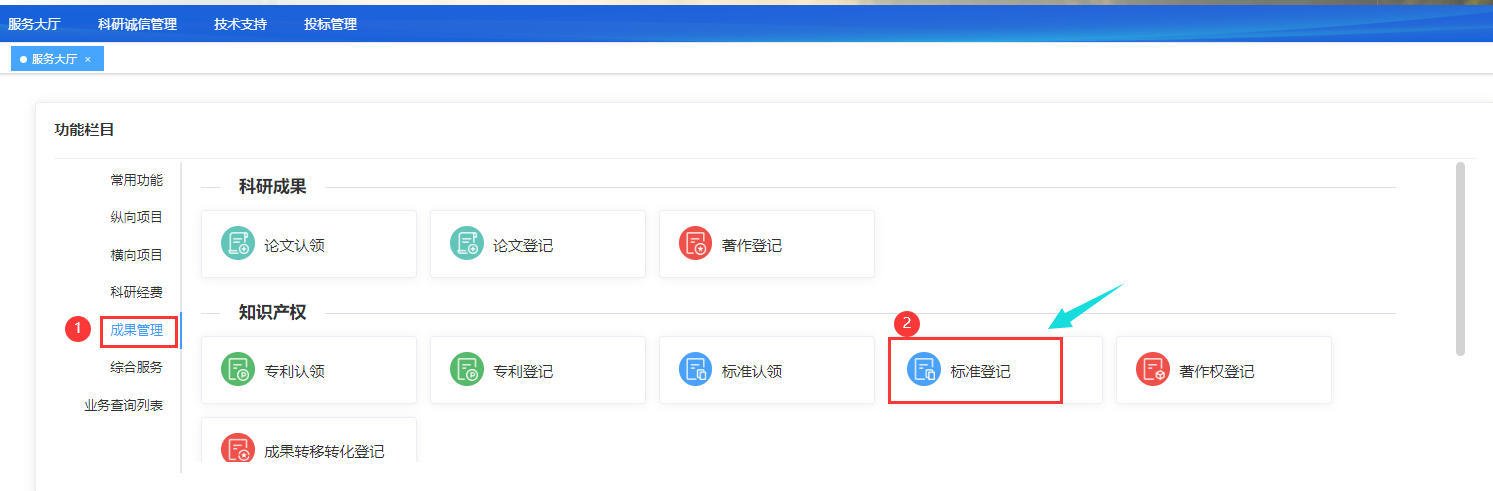 服务大厅 科研诚信管理 技术支持 投标管理
服务大厅 ×
功能栏目
常用功能
纵向项目
横向项目
科研经费
1 成果管理
综合服务
业务查询列表
科研成果
论文认领 论文登记 著作登记
知识产权
2
专利认领 专利登记 标准认领 标准登记 著作权登记
成果转移转化登记